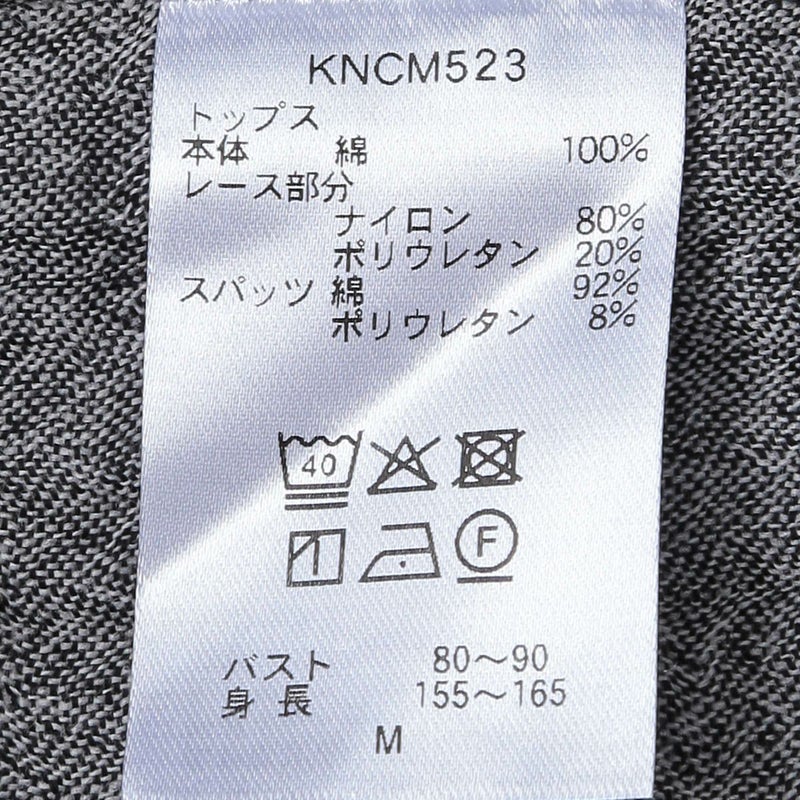 KNCM523
トップス
本体 綿 100%
レース部分
ナイロン 80%
ポリウレタン 20%
スパッツ 綿 92%
ポリウレタン 8%
40
F
バスト 80〜90
身長 155〜165
M